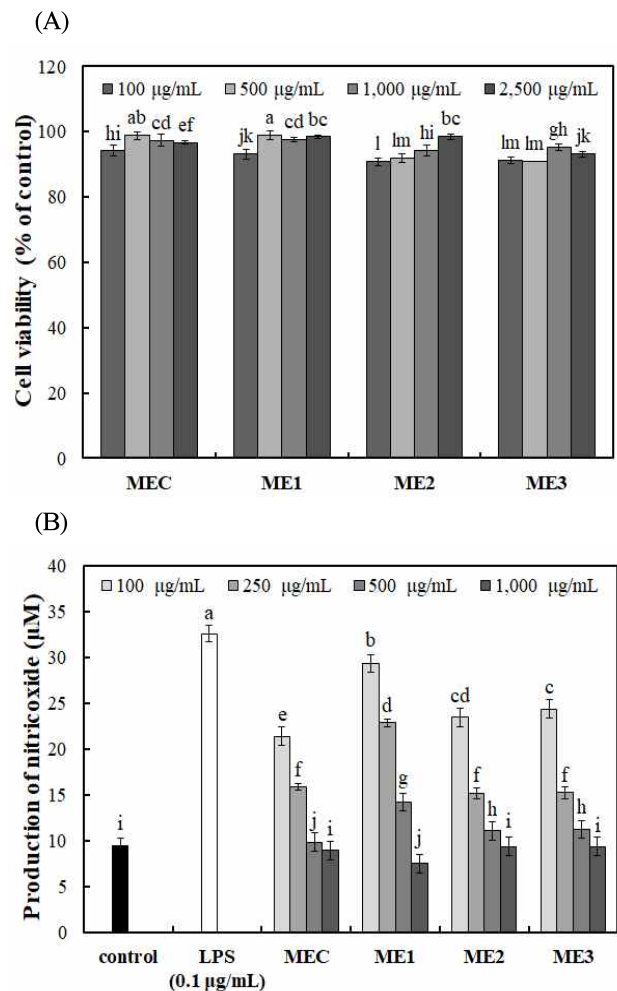 (A)
Cell viability (% of control)
120
100
80
60
40
20
0
100 μg/mL 500 μg/mL 1,000 μg/mL 2,500 μg/mL
hi ab cd ef jk a cd bc l lm hi bc lm lm gh jk
MEC ME1 ME2 ME3
(B)
Production of nitricoxide (μM)
40
35
30
25
20
15
10
5
0
100 μg/mL 250 μg/mL 500 μg/mL 1,000 μg/mL
i a e f j i b d g j cd f h i c f h i
control LPS MEC ME1 ME2 ME3
(0.1 μg/mL)